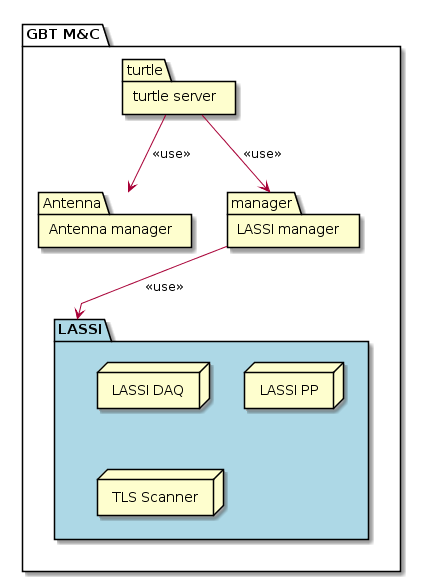 GBT M&C
turtle
turtle server
«use»
«use»
Antenna
Antenna manager
manager
LASSI manager
«use»
LASSI
LASSI DAQ
LASSI PP
TLS Scanner